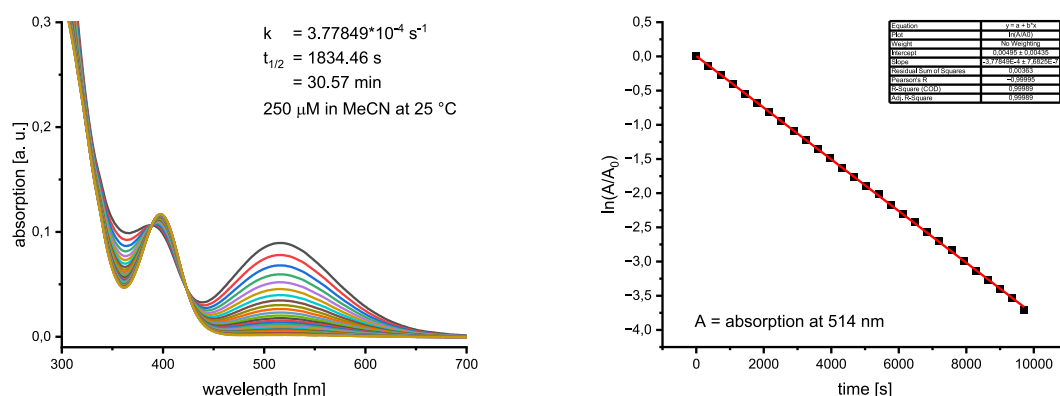 k = 3.77849*10⁻⁴ s⁻¹
t₁/₂ = 1834.46 s
= 30.57 min
250 μM in MeCN at 25 °C
0,3
0,2
0,1
0,0
absorption [a. u.]
300 400 500 600 700
wavelength [nm]
Equation y = a + b*x
Plot ln(A/A0)
Weight No Weighting
Intercept 0,00495 ± 0,00435
Slope -3,77849E-4 ± 7,6825E-7
Residual Sum of Squares 0,00363
Pearson's R -0,99995
R-Square (COD) 0,99989
Adj. R-Square 0,99989
0,5
0,0
−0,5
−1,0
−1,5
−2,0
−2,5
−3,0
−3,5
−4,0
ln(A/A₀)
A = absorption at 514 nm
0 2000 4000 6000 8000 10000
time [s]